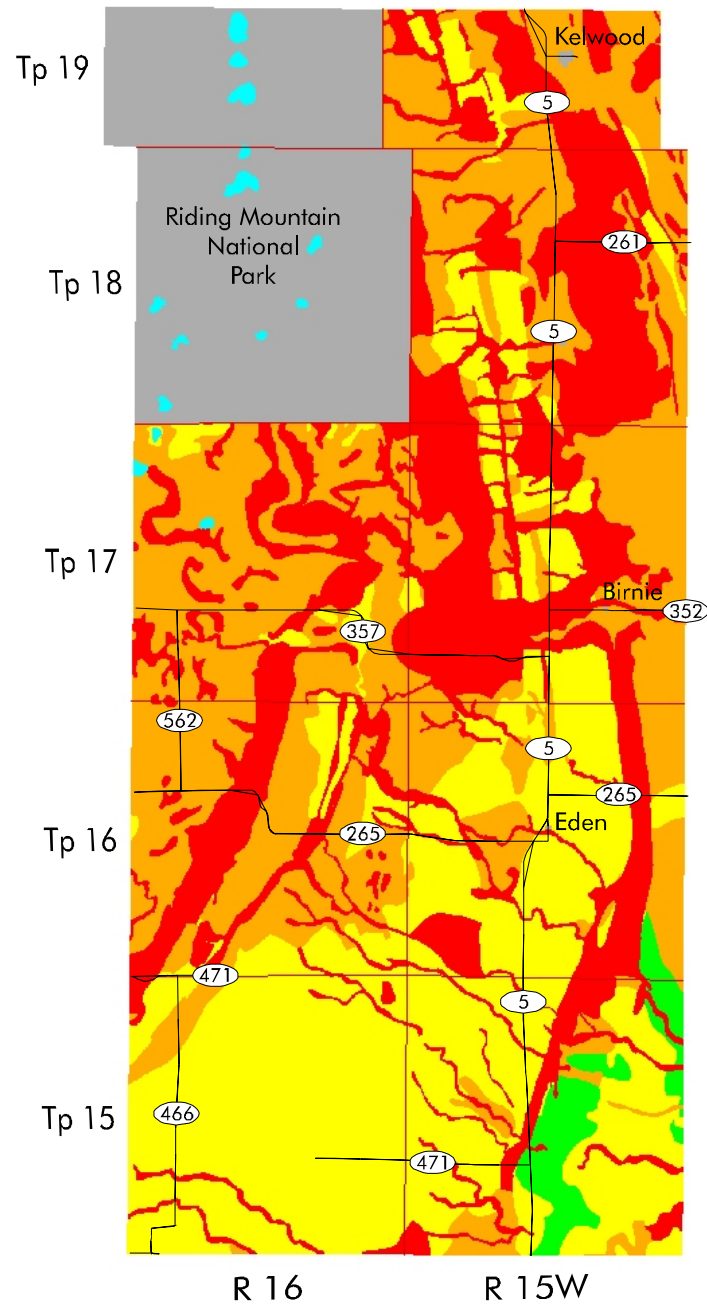 Kelwood
Tp 19
5
Riding Mountain
National
Park
261
Tp 18
5
Tp 17
Birnie
352
357
562
5
265
Eden
265
Tp 16
471
5
466
Tp 15
471
R 16
R 15W